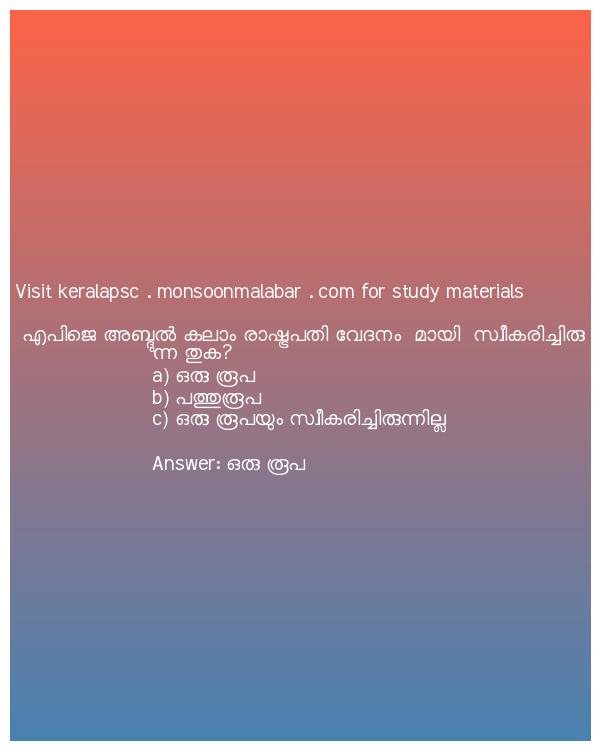 Visit keralapsc . monsoonmalabar . com for study materials
എപിജെ അബ്ദുൽ കലാം രാഷ്ട്രപതി വേദനം മായി സ്വീകരിച്ചിരു
ന്ന തുക?
a) ഒരു രൂപ
b) പത്തുരൂപ
c) ഒരു രൂപയും സ്വീകരിച്ചിരുന്നില്ല
Answer: ഒരു രൂപ